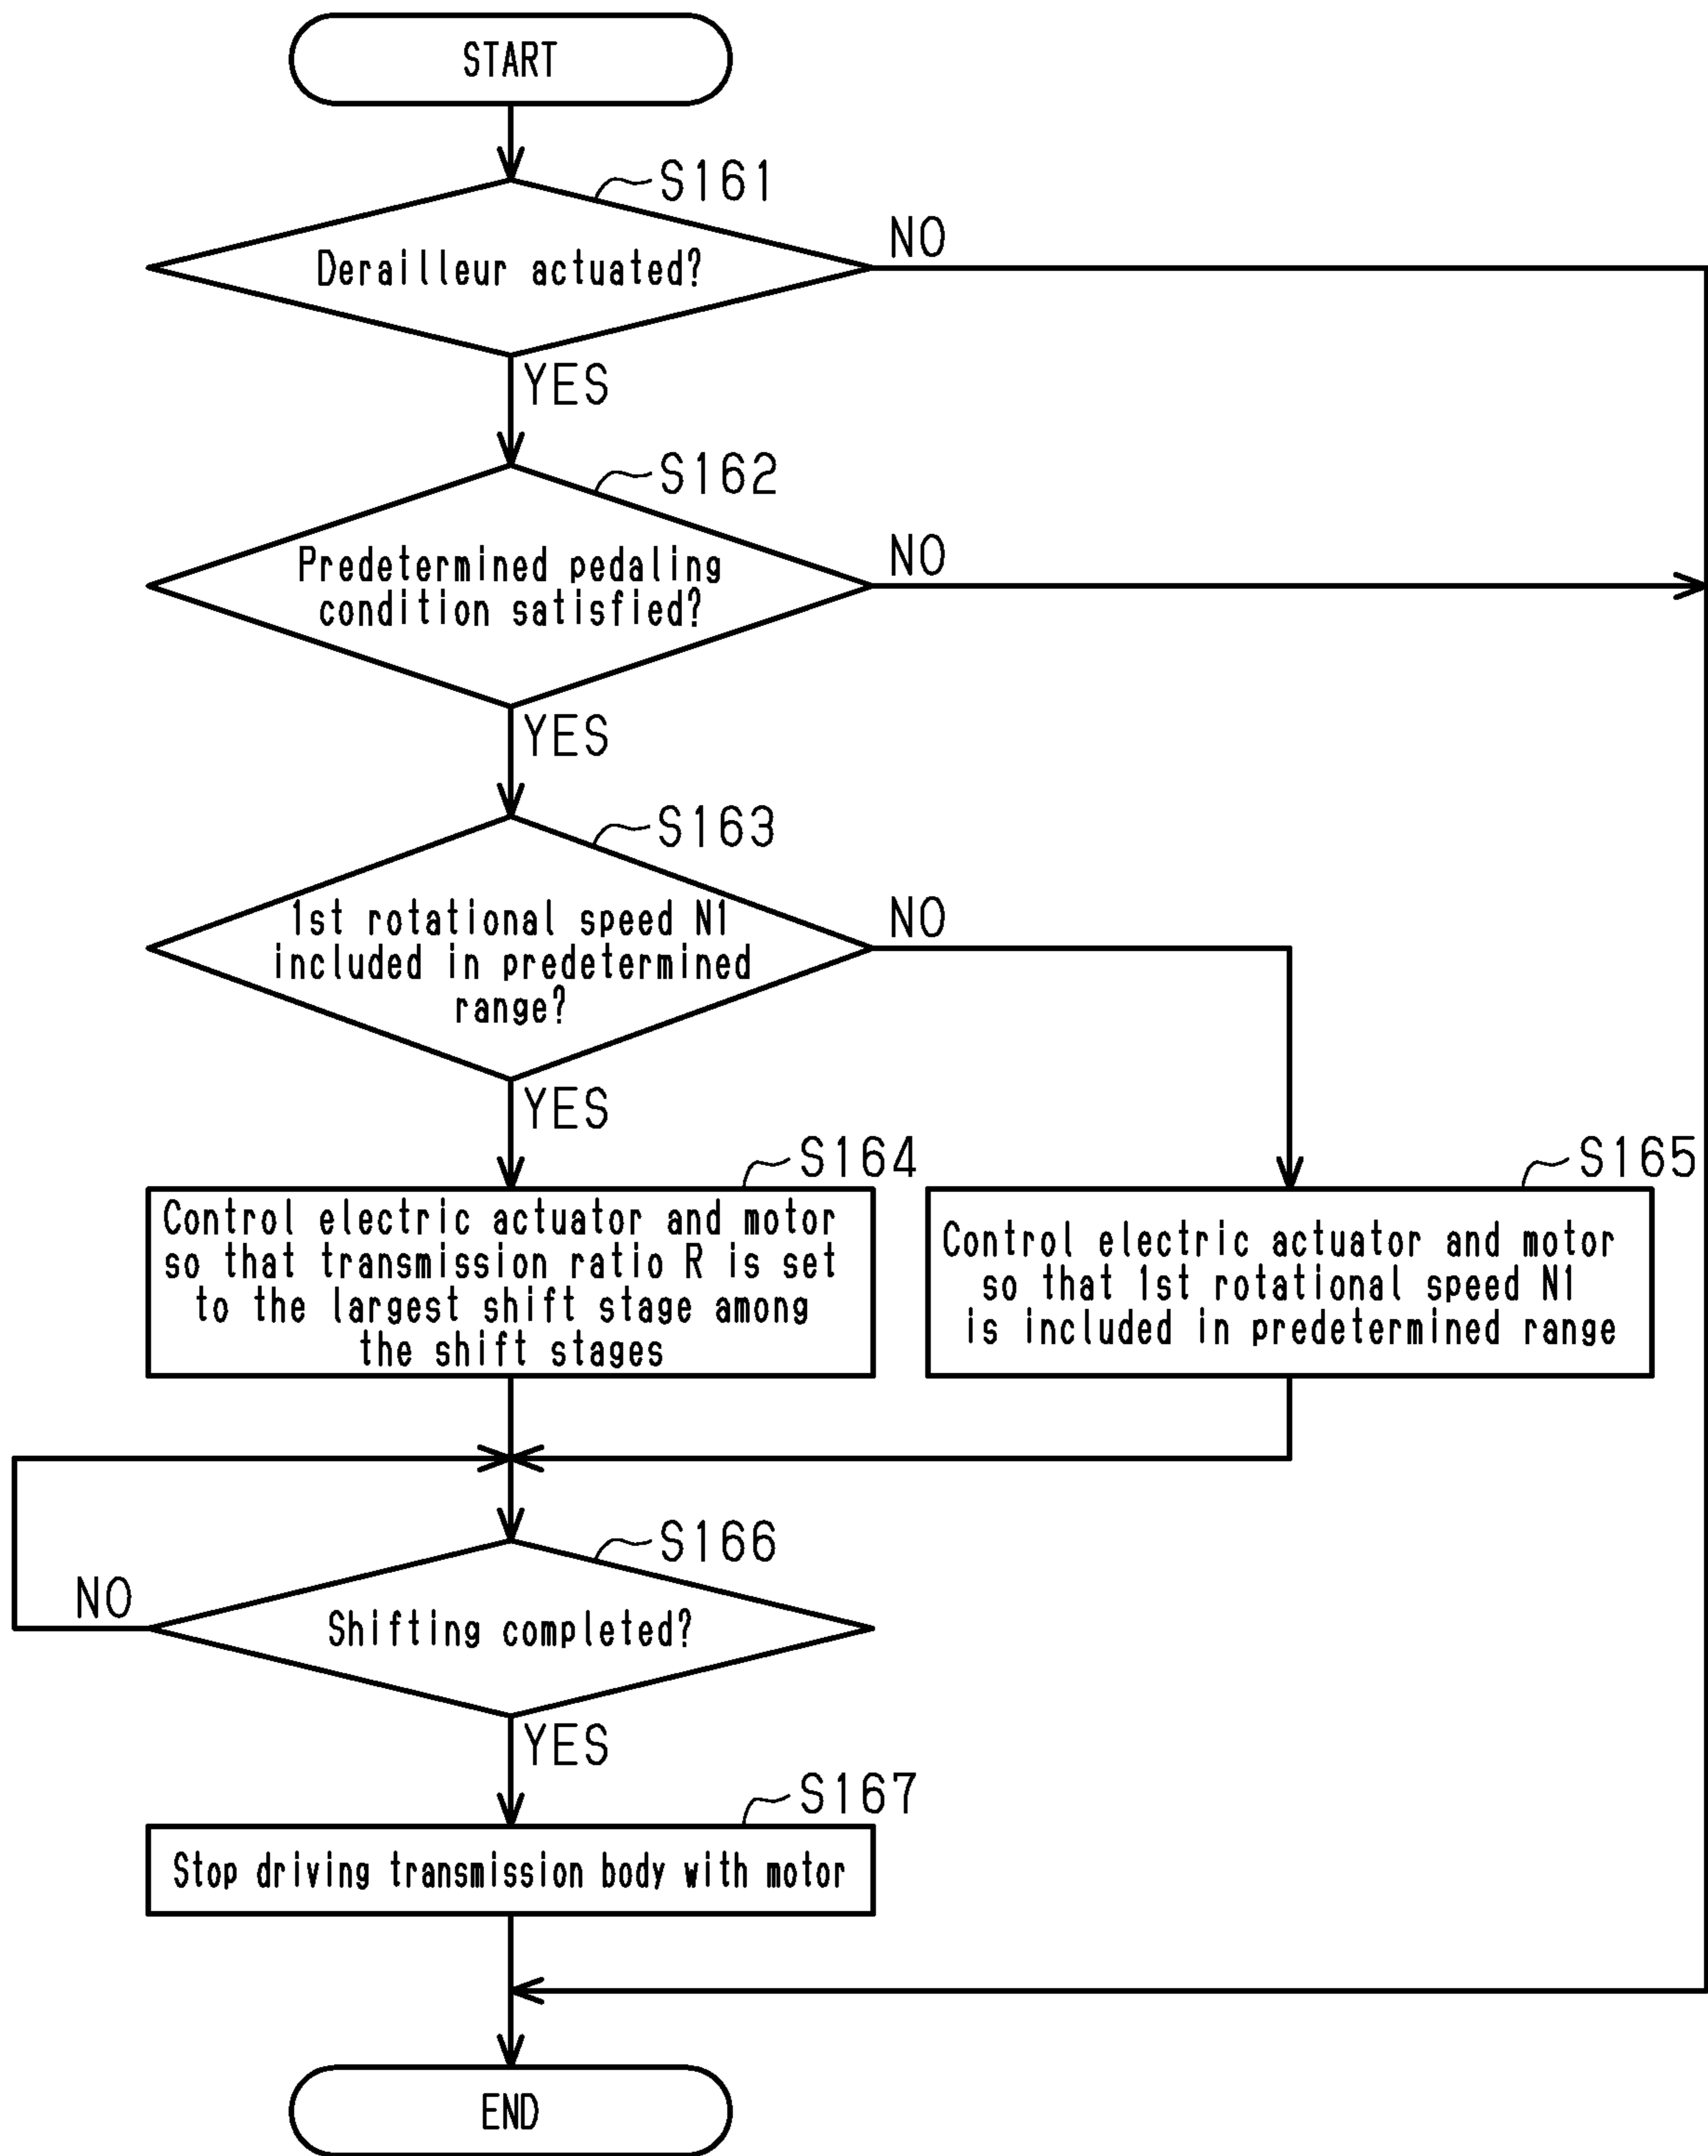 START
S161
Derailleur actuated?
NO
YES
S162
Predetermined pedaling
condition satisfied?
NO
YES
S163
1st rotational speed N1
included in predetermined
range?
NO
YES
S164
Control electric actuator and motor
so that transmission ratio R is set
to the largest shift stage among
the shift stages
S165
Control electric actuator and motor
so that 1st rotational speed N1
is included in predetermined range
S166
Shifting completed?
NO
YES
S167
Stop driving transmission body with motor
END